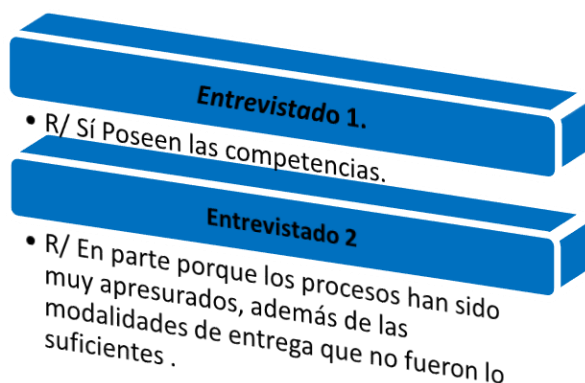 Entrevistado 1.
• R/ Sí Poseen las competencias.
Entrevistado 2
• R/ En parte porque los procesos han sido
muy apresurados, además de las
modalidades de entrega que no fueron lo
suficientes .